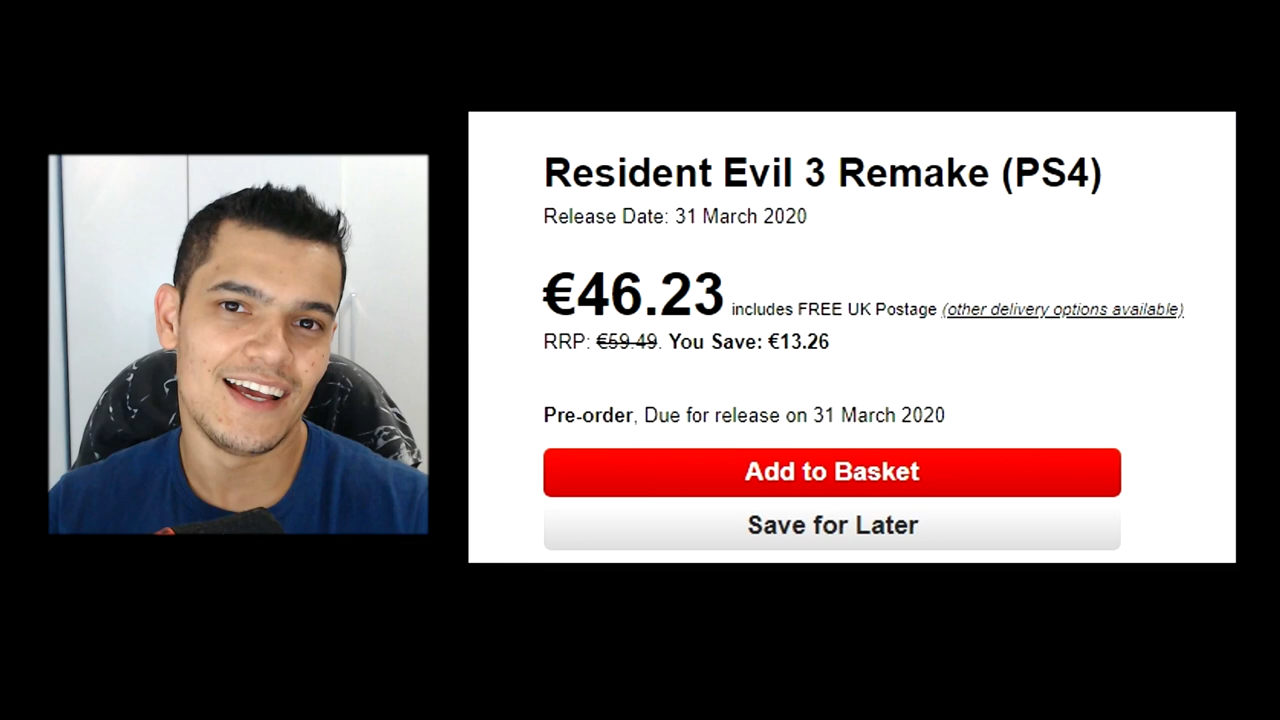 Resident Evil 3 Remake (PS4)
Release Date: 31 March 2020
€46.23 includes FREE UK Postage (other delivery options available)
RRP: €59.49. You Save: €13.26
Pre-order, Due for release on 31 March 2020
Add to Basket
Save for Later